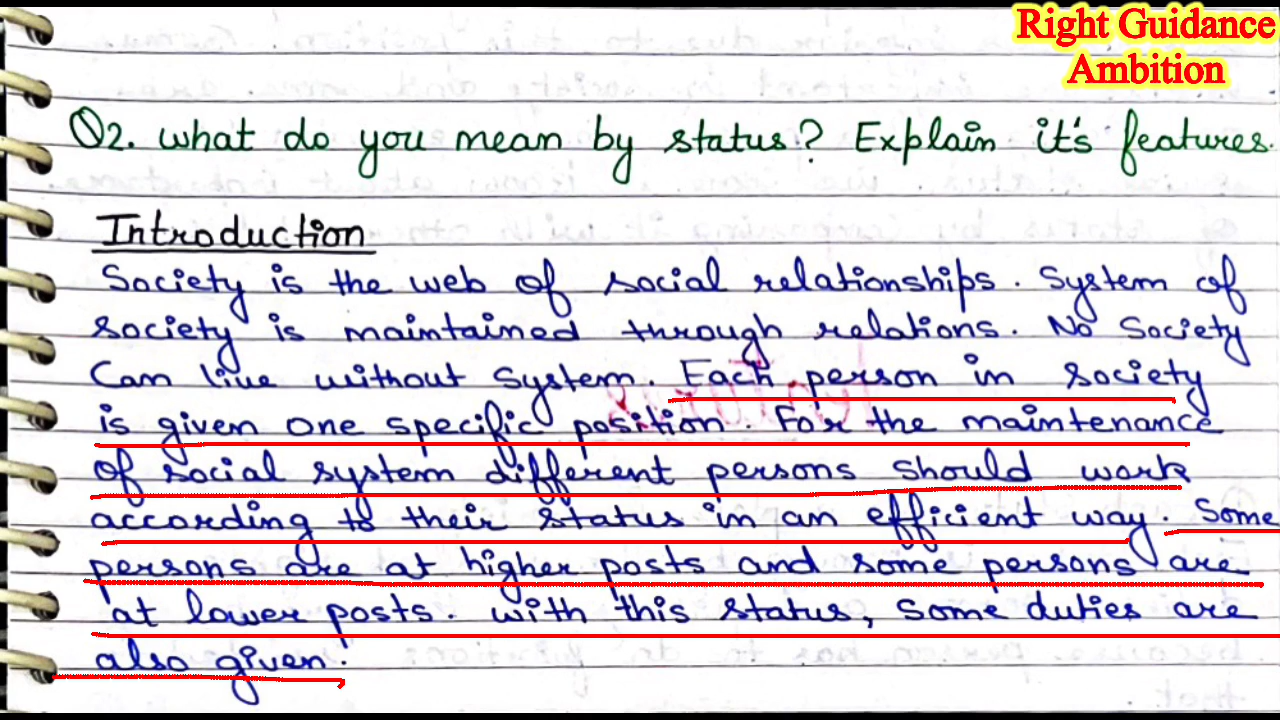 Right Guidance
Ambition
Q2. what do you mean by status? Explain it's features.
Introduction
Society is the web of social relationships. System of
society is maintained through relations. No Society
Can live without System. Each person in society
is given one specific position. For the maintenance
of social system different persons should work
according to their status in an efficient way. Some
persons are at higher posts and some persons are
at lower posts. With this status, some duties are
also given.